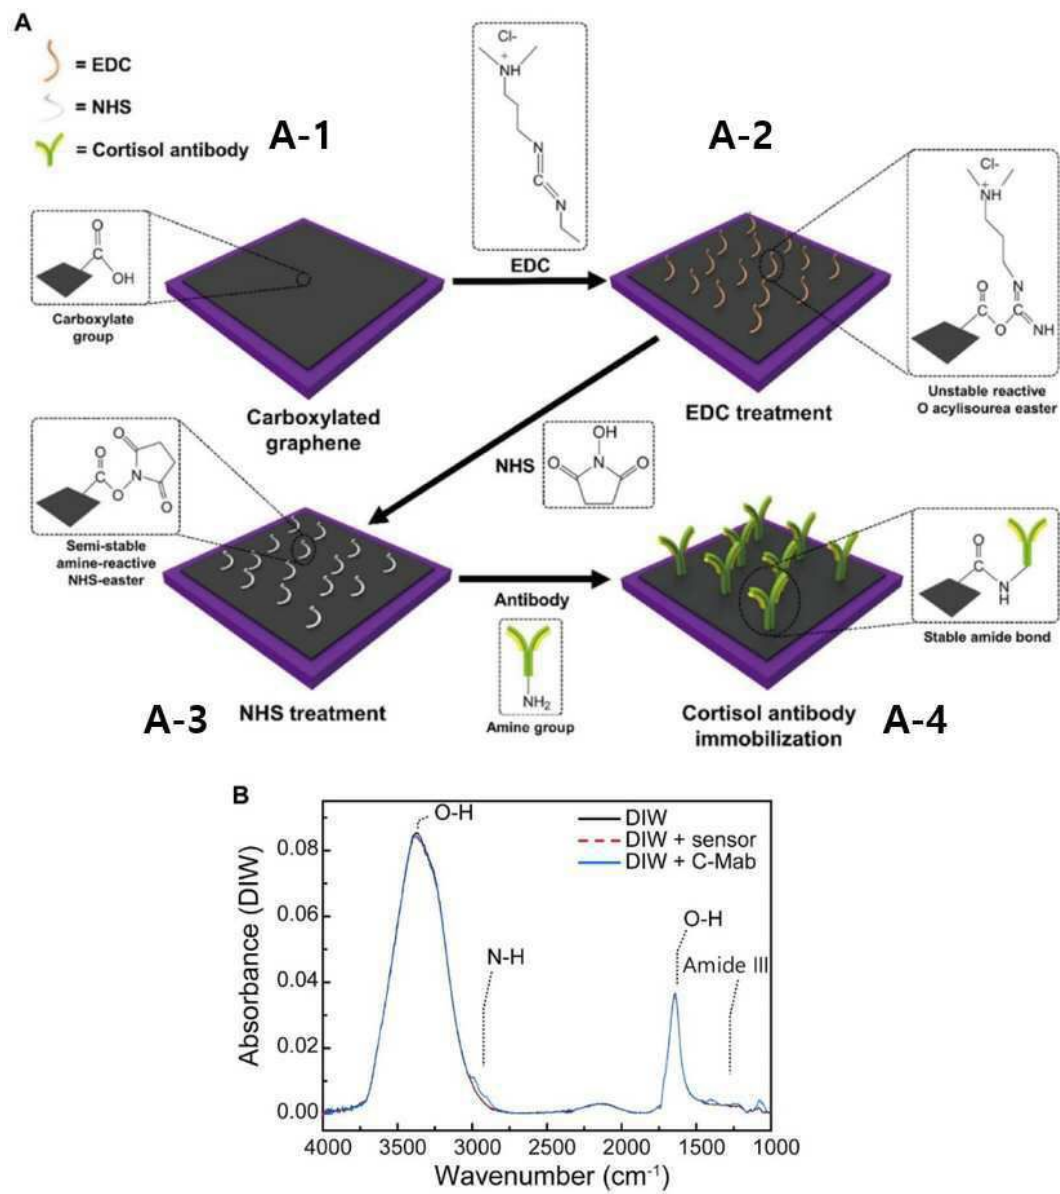 A
= EDC
= NHS
= Cortisol antibody
A-1
Cl-
+
NH
N
C
N
EDC
A-2
Cl-
+
NH
N
O
C
O
NH
Unstable reactive
O acylisourea easter
O
C
OH
Carboxylate
group
Carboxylated
graphene
EDC treatment
NHS
OH
O
N
O
O
O
C
N
O
O
Semi-stable
amine-reactive
NHS-easter
Antibody
NH2
Amine group
O
C
N
H
Stable amide bond
A-3
NHS treatment
Cortisol antibody
immobilization
A-4
B
O-H
DIW
DIW + sensor
DIW + C-Mab
N-H
O-H
Amide III
Absorbance (DIW)
0.08
0.06
0.04
0.02
0.00
4000 3500 3000 2500 2000 1500 1000
Wavenumber (cm-1)